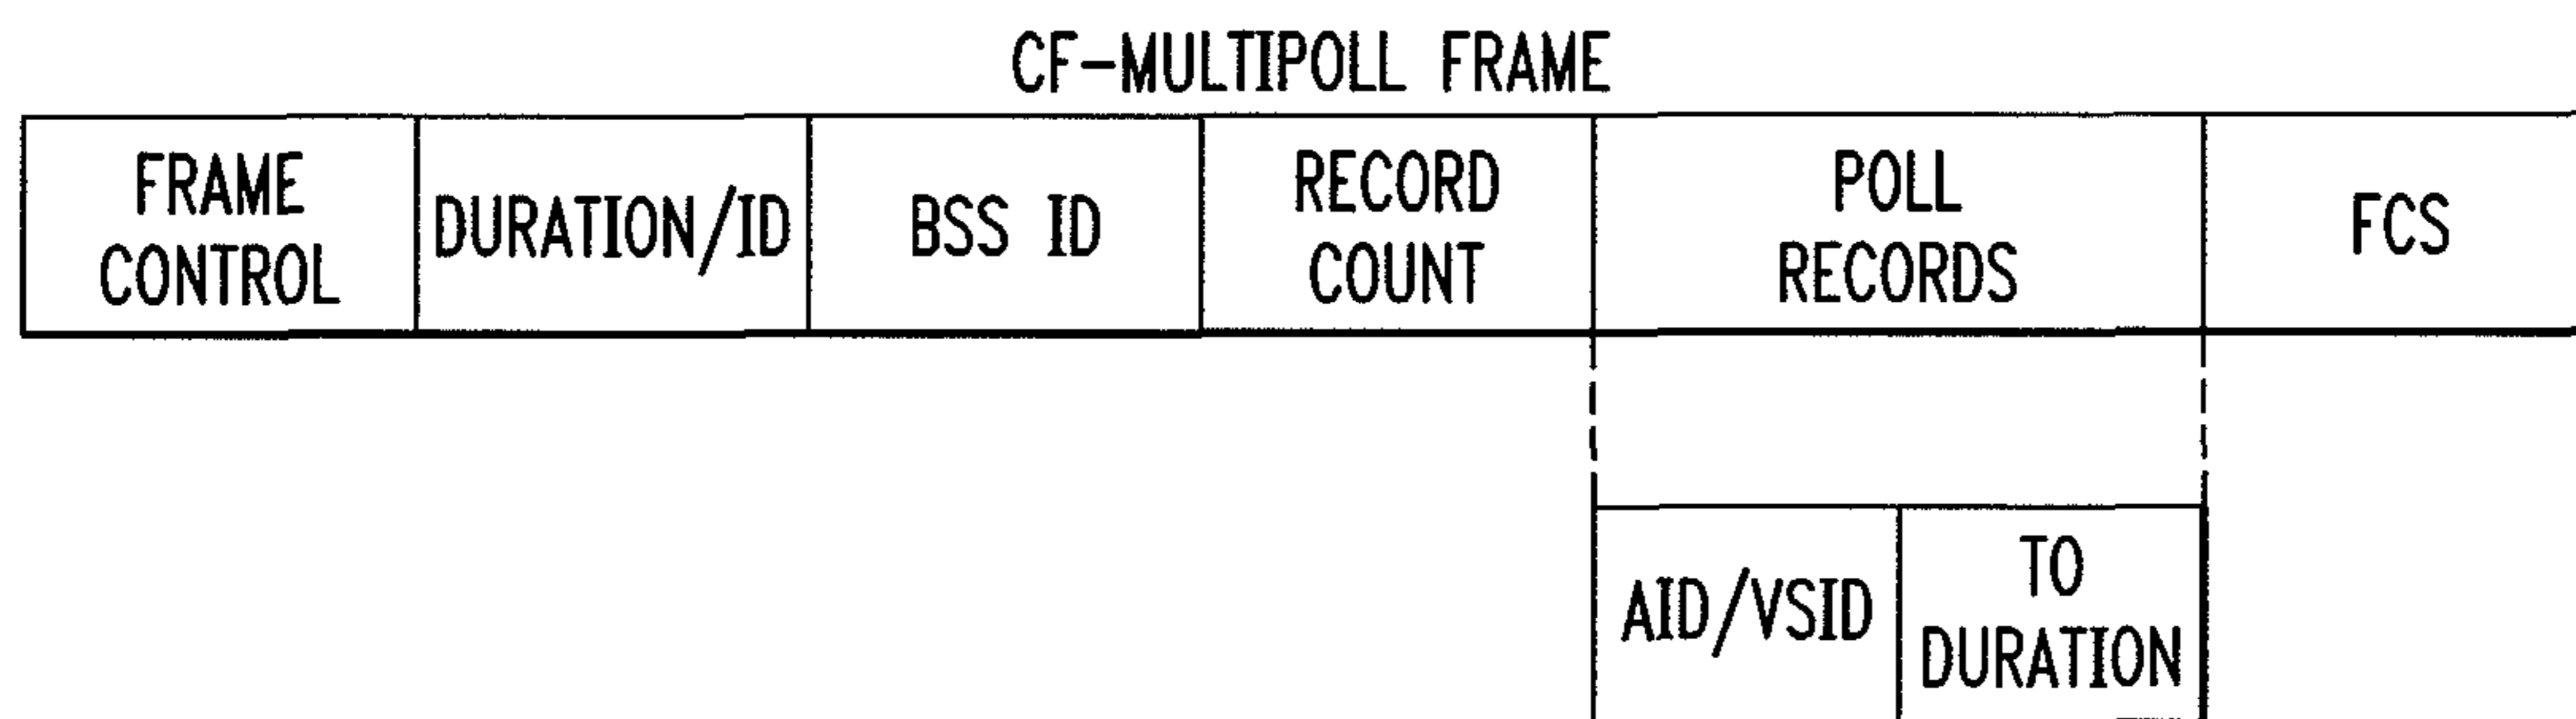 CF-MULTIPOLL FRAME
FRAME
CONTROL
DURATION/ID
BSS ID
RECORD
COUNT
POLL
RECORDS
FCS
AID/VSID
TO
DURATION